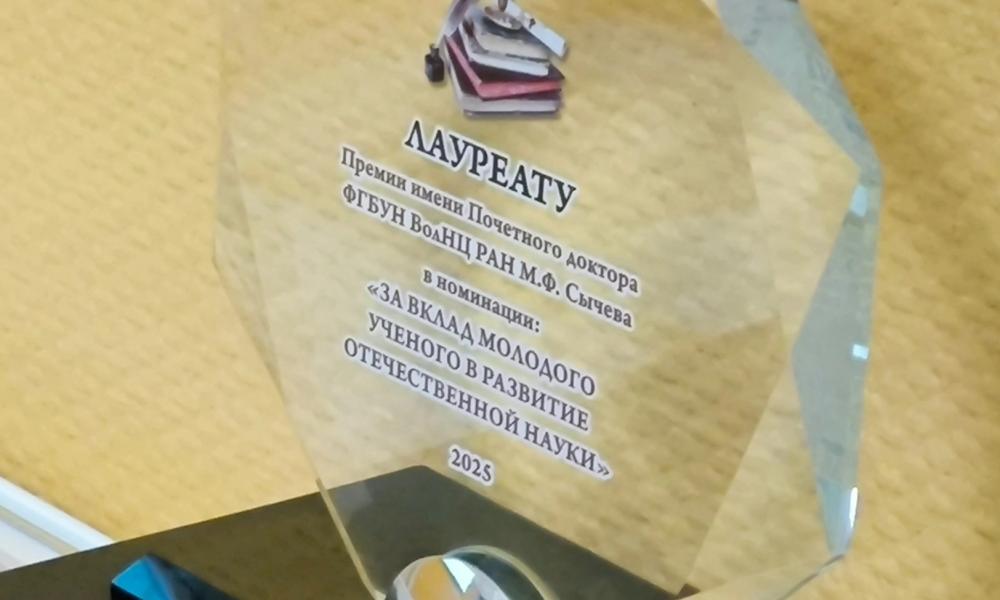 ЛАУРЕАТУ
Премии имени Почетного доктора
ФГБУН ВолНЦ РАН М.Ф. Сычева
в номинации:
«ЗА ВКЛАД МОЛОДОГО
УЧЕНОГО В РАЗВИТИЕ
ОТЕЧЕСТВЕННОЙ НАУКИ»
2025